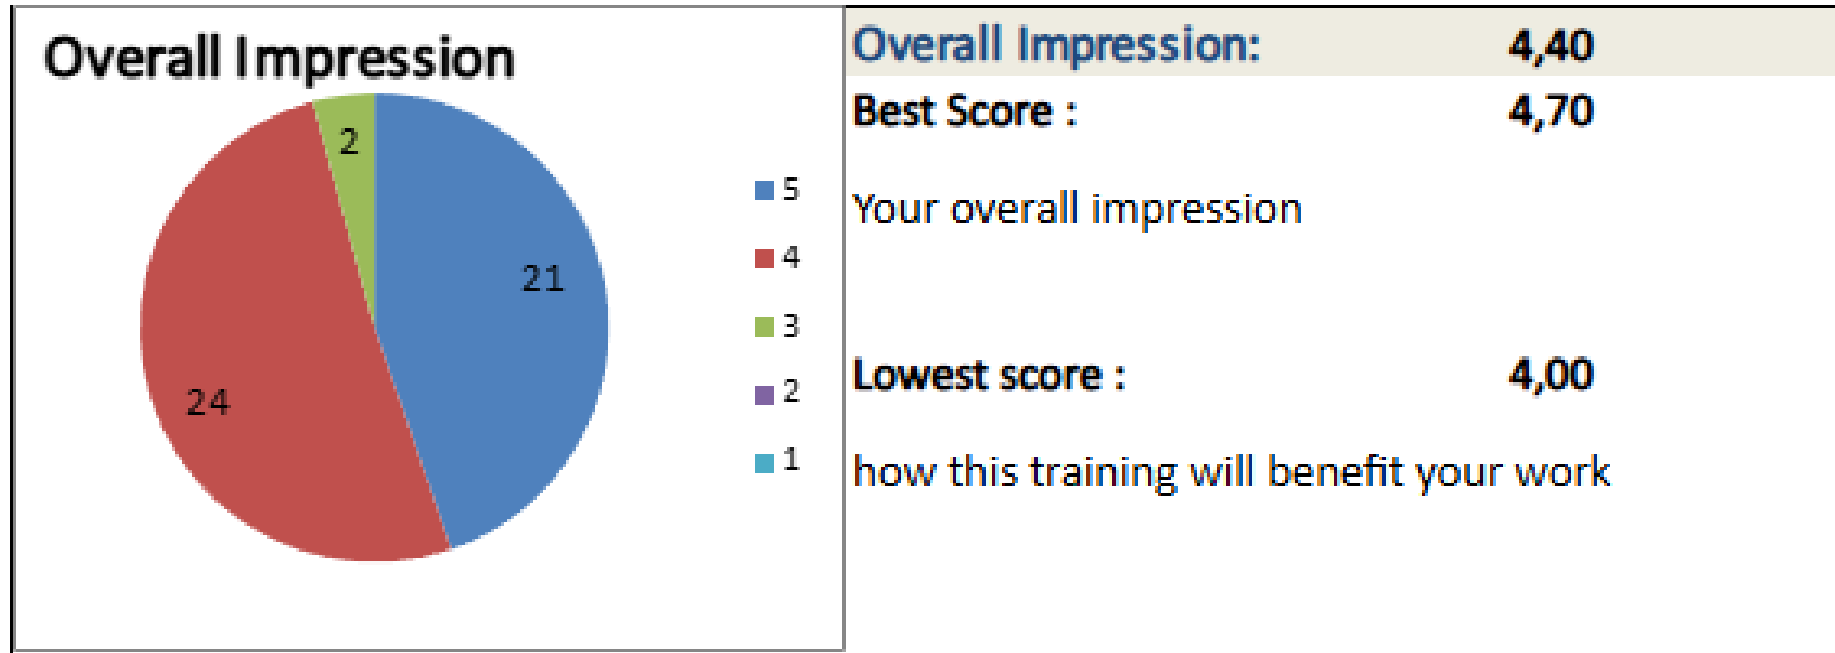 Overall Impression
2
21
24
5
4
3
2
1
Overall Impression: 4,40
Best Score : 4,70
Your overall impression
Lowest score : 4,00
how this training will benefit your work